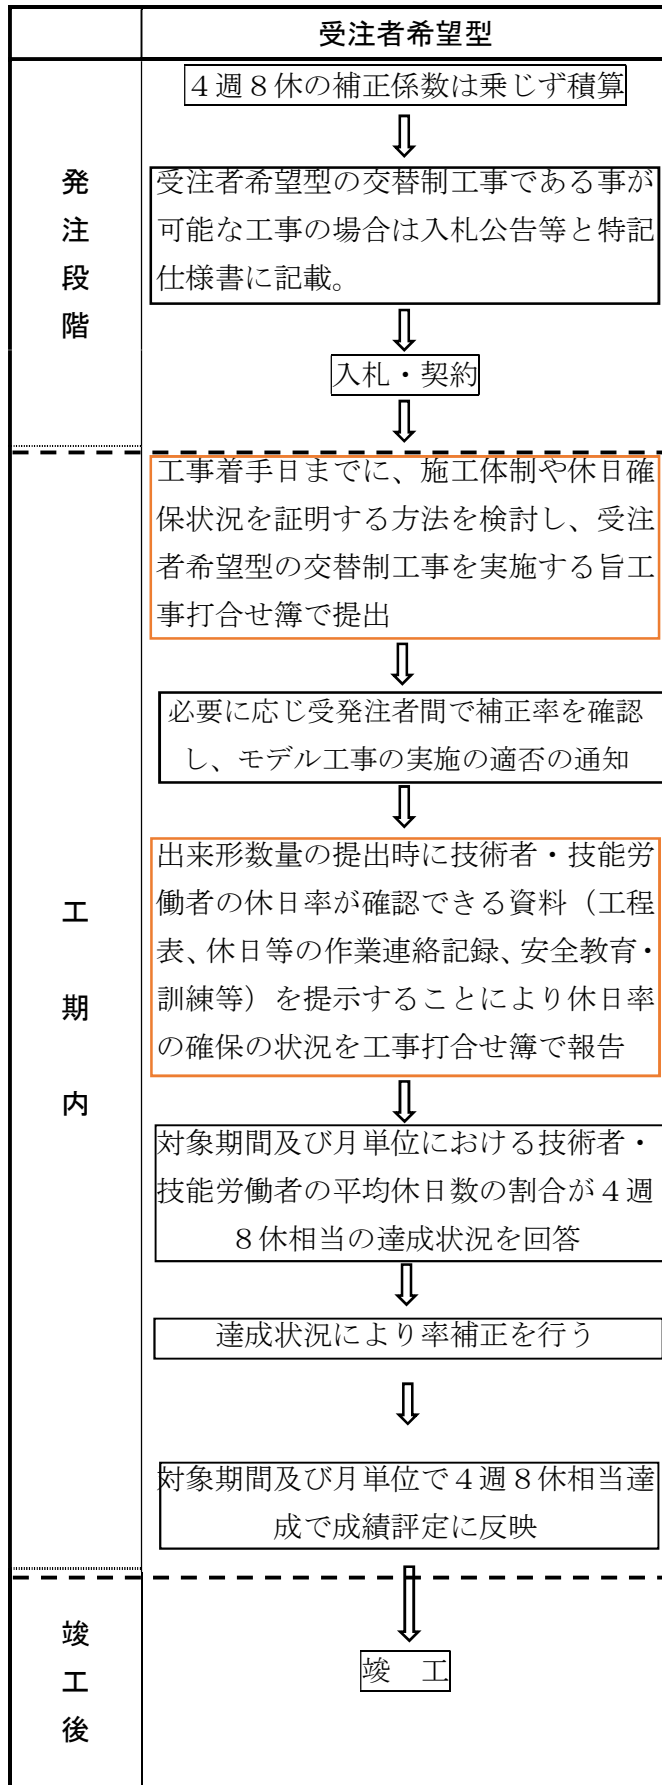 受注者希望型
発注段階
４週８休の補正係数は乗じず積算
受注者希望型の交替制工事である事が
可能な工事の場合は入札公告等と特記
仕様書に記載。
入札・契約
工期内
工事着手日までに、施工体制や休日確
保状況を証明する方法を検討し、受注
者希望型の交替制工事を実施する旨工
事打合せ簿で提出
必要に応じ受発注者間で補正率を確認
し、モデル工事の実施の適否の通知
出来形数量の提出時に技術者・技能労
働者の休日率が確認できる資料（工程
表、休日等の作業連絡記録、安全教育・
訓練等）を提示することにより休日率
の確保の状況を工事打合せ簿で報告
対象期間及び月単位における技術者・
技能労働者の平均休日数の割合が４週
８休相当の達成状況を回答
達成状況により率補正を行う
対象期間及び月単位で４週８休相当達
成で成績評定に反映
竣工後
竣　工